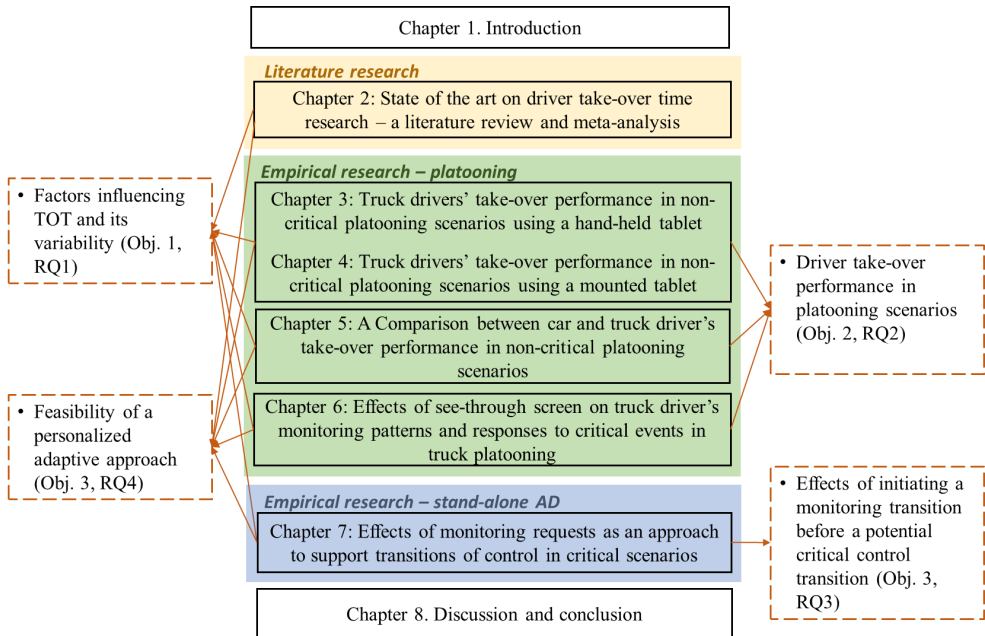 Chapter 1. Introduction
Literature research
Chapter 2: State of the art on driver take-over time
research – a literature review and meta-analysis
Empirical research – platooning
Chapter 3: Truck drivers' take-over performance in non-
critical platooning scenarios using a hand-held tablet
Chapter 4: Truck drivers' take-over performance in non-
critical platooning scenarios using a mounted tablet
Chapter 5: A Comparison between car and truck driver's
take-over performance in non-critical platooning
scenarios
Chapter 6: Effects of see-through screen on truck driver's
monitoring patterns and responses to critical events in
truck platooning
Empirical research – stand-alone AD
Chapter 7: Effects of monitoring requests as an approach
to support transitions of control in critical scenarios
Chapter 8. Discussion and conclusion
• Factors influencing
TOT and its
variability (Obj. 1,
RQ1)
• Feasibility of a
personalized
adaptive approach
(Obj. 3, RQ4)
• Driver take-over
performance in
platooning scenarios
(Obj. 2, RQ2)
• Effects of initiating a
monitoring transition
before a potential
critical control
transition (Obj. 3,
RQ3)